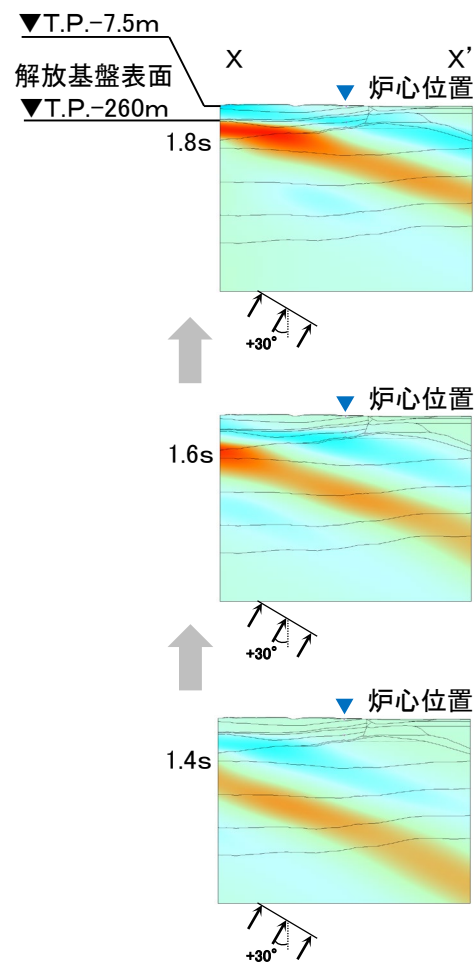 ▼T.P.-7.5m
X X'
解放基盤表面
▼ 炉心位置
▼T.P.-260m
1.8s
+30°
▼ 炉心位置
1.6s
+30°
▼ 炉心位置
1.4s
+30°